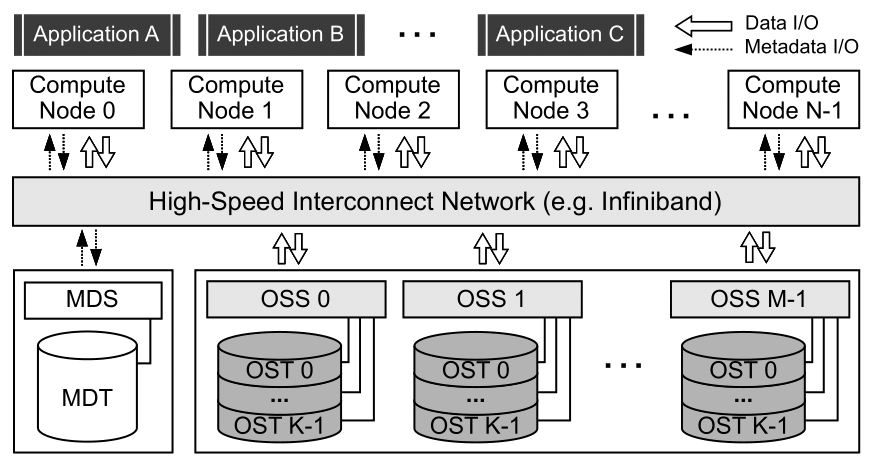 Application A
Application B
...
Application C
Data I/O
Metadata I/O
Compute
Node 0
Compute
Node 1
Compute
Node 2
Compute
Node 3
...
Compute
Node N-1
High-Speed Interconnect Network (e.g. Infiniband)
MDS
MDT
OSS 0
OST 0
...
OST K-1
OSS 1
OST 0
...
OST K-1
...
OSS M-1
OST 0
...
OST K-1